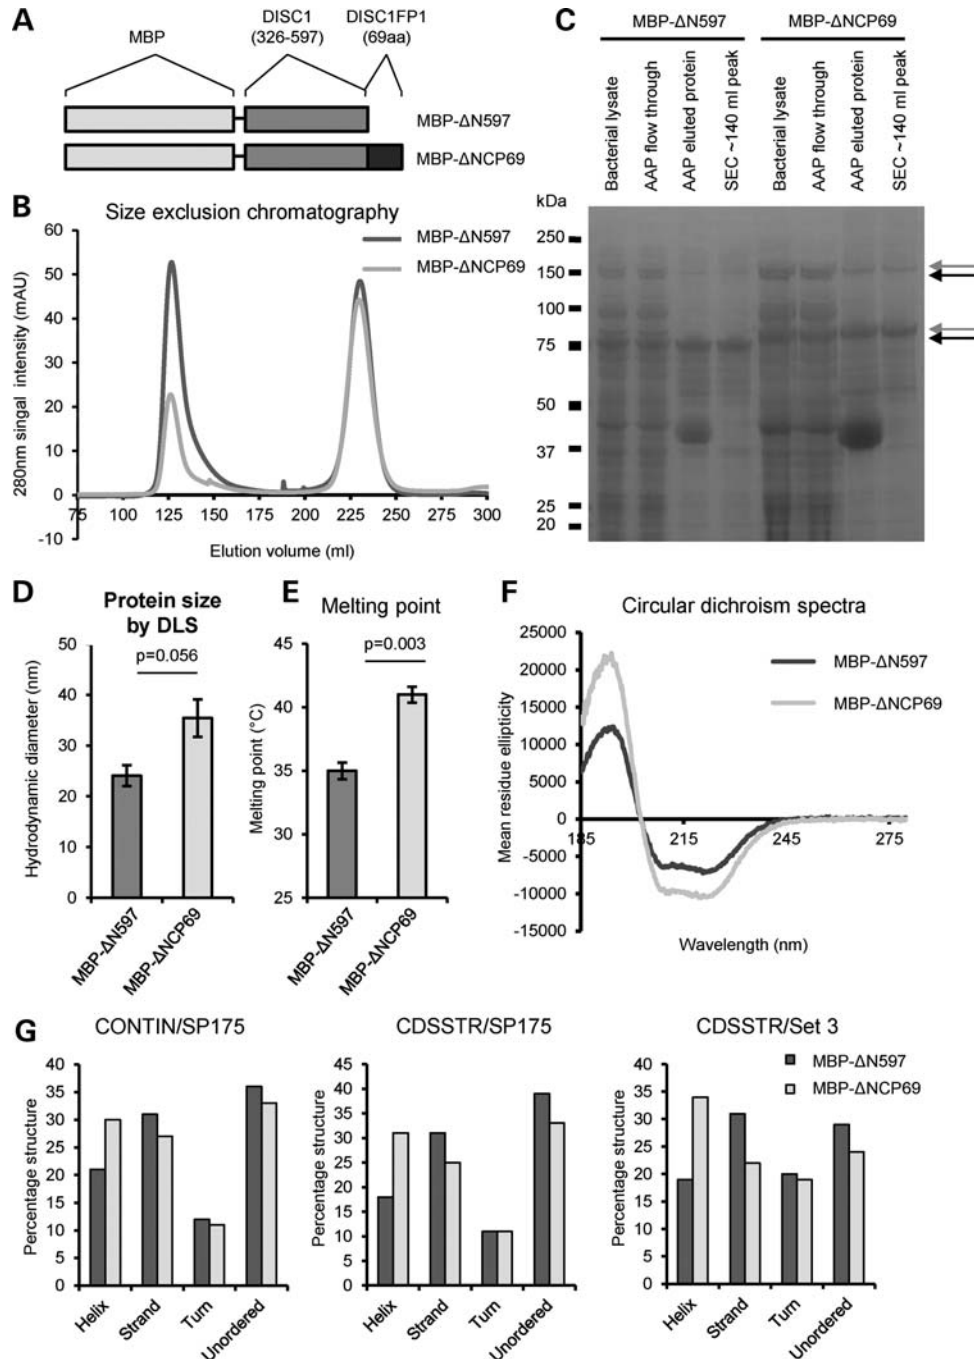 A
MBP
DISC1
(326-597)
DISC1FP1
(69aa)
MBP-ΔN597
MBP-ΔNCP69
B
Size exclusion chromatography
MBP-ΔN597
MBP-ΔNCP69
280nm singal intensity (mAU)
60
50
40
30
20
10
0
-10
75
100
125
150
175
200
225
250
275
300
Elution volume (ml)
C
MBP-ΔN597
MBP-ΔNCP69
Bacterial lysate
AAP flow through
AAP eluted protein
SEC ~140 ml peak
Bacterial lysate
AAP flow through
AAP eluted protein
SEC ~140 ml peak
kDa
250
150
100
75
50
37
25
20
D
Protein size
by DLS
p=0.056
Hydrodynamic diameter (nm)
50
40
30
20
10
0
MBP-ΔN597
MBP-ΔNCP69
E
Melting point
p=0.003
Melting point (°C)
45
40
35
30
25
MBP-ΔN597
MBP-ΔNCP69
F
Circular dichroism spectra
MBP-ΔN597
MBP-ΔNCP69
Mean residue ellipticity
25000
20000
15000
10000
5000
0
-5000
-10000
-15000
185
215
245
275
Wavelength (nm)
G
CONTIN/SP175
Percentage structure
40
35
30
25
20
15
10
5
0
Helix
Strand
Turn
Unordered
CDSSTR/SP175
Percentage structure
45
40
35
30
25
20
15
10
5
0
Helix
Strand
Turn
Unordered
CDSSTR/Set 3
MBP-ΔN597
MBP-ΔNCP69
Percentage structure
40
35
30
25
20
15
10
5
0
Helix
Strand
Turn
Unordered